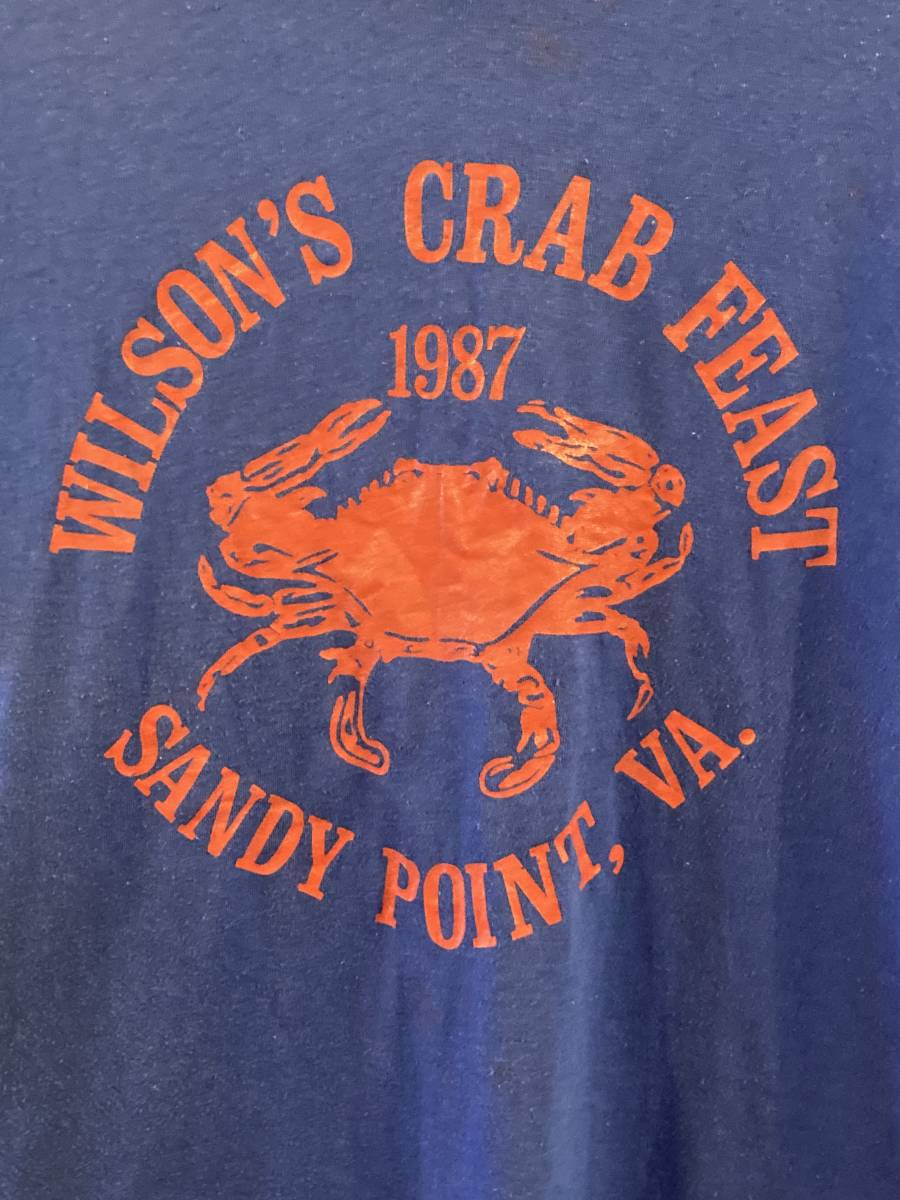 WILSON'S CRAB FEAST
1987
SANDY POINT, VA.